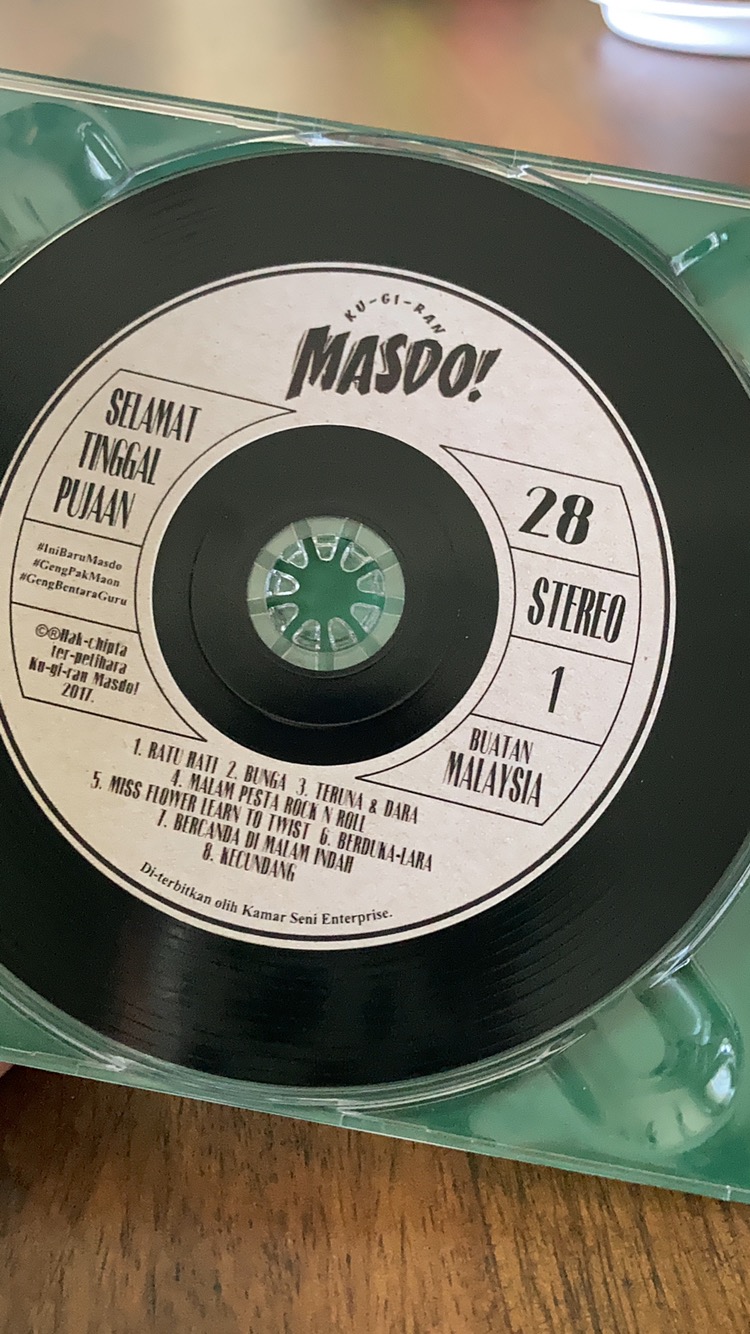 KU-GI-RAN
MASDO!
SELAMAT
TINGGAL
PUJAAN
#IniBaruMasdo
#GengPakMaon
#GengBentaraGuru
©®Hak-chipta
ter-pelihara
Ku-gi-ran Masdo!
2017.
28
STEREO
1
BUATAN
MALAYSIA
1. RATU HATI 2. BUNGA 3. TERUNA & DARA
4. MALAM PESTA ROCK N ROLL
5. MISS FLOWER LEARN TO TWIST 6. BERDUKA-LARA
7. BERCANDA DI MALAM INDAH
8. KECUNDANG
Di-terbitkan olih Kamar Seni Enterprise.